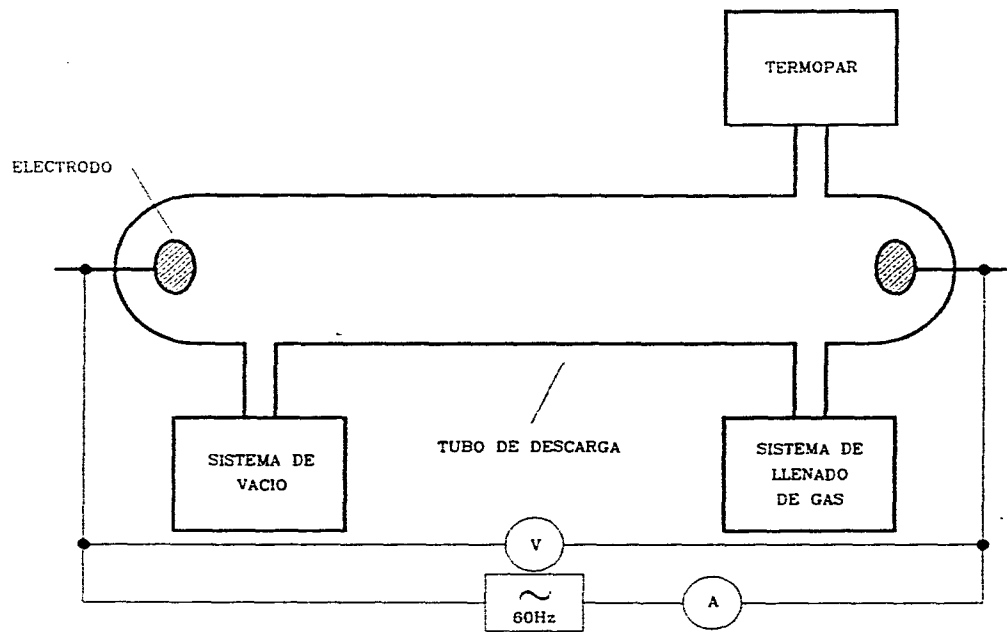 TERMOPAR
ELECTRODO
SISTEMA DE
VACIO
TUBO DE DESCARGA
SISTEMA DE
LLENADO
DE GAS
V
~
60Hz
A